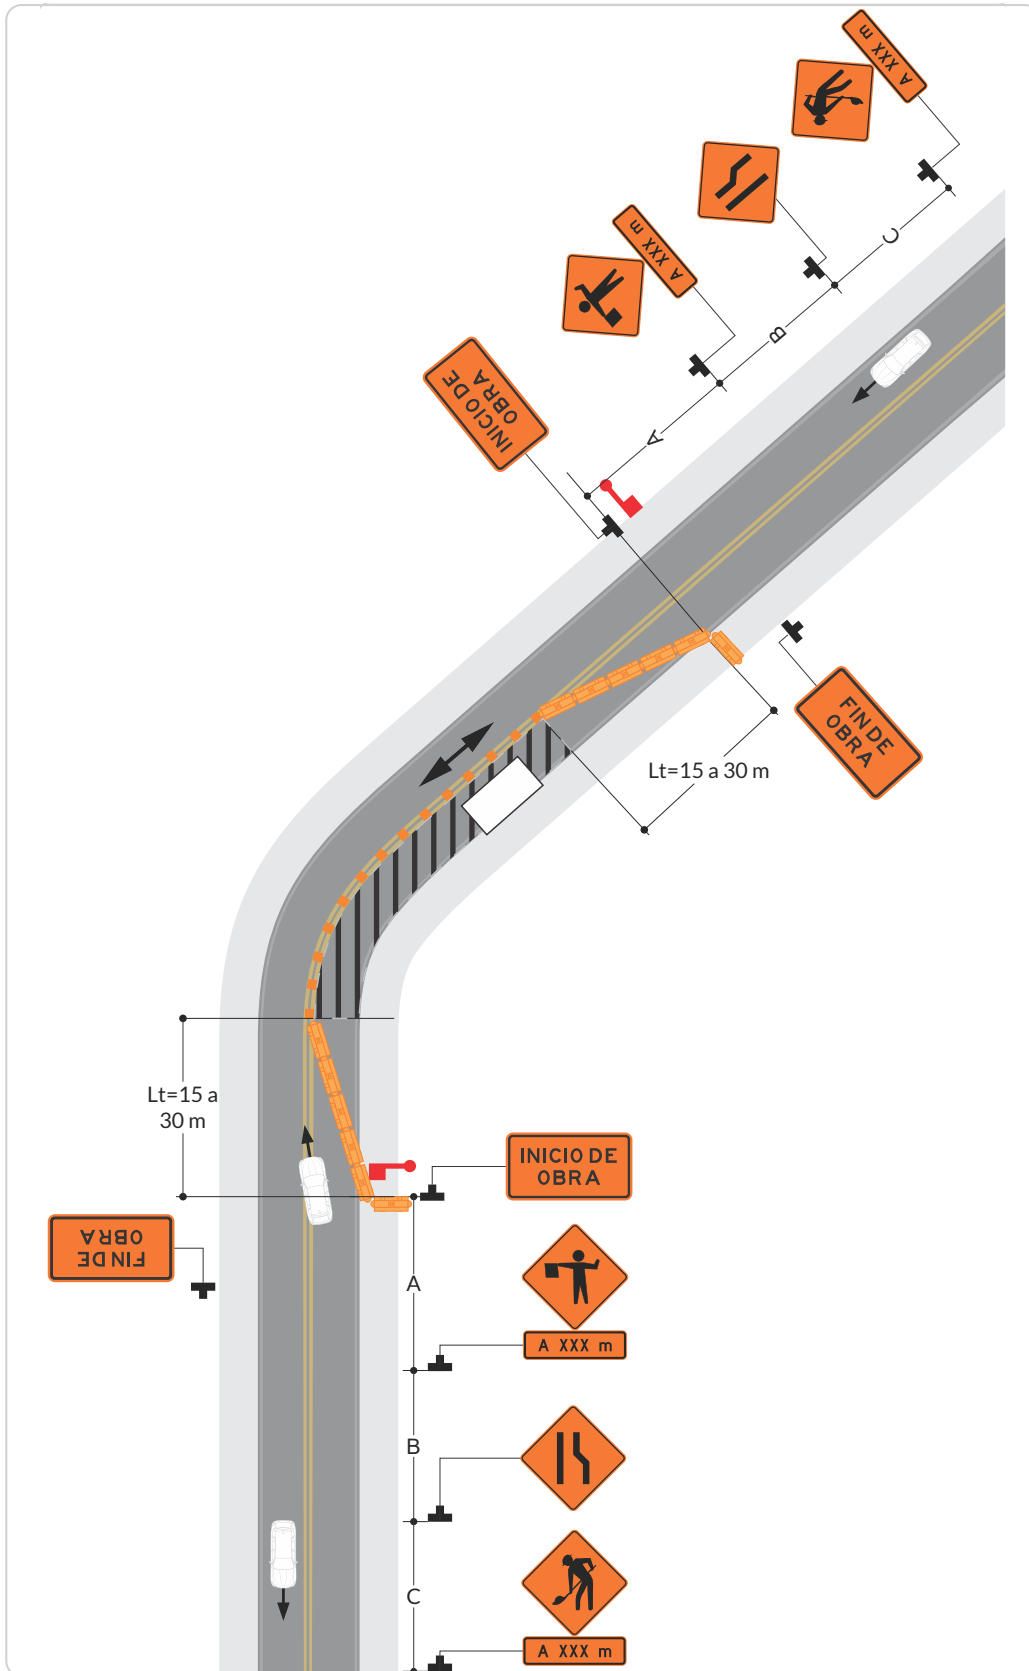 A XXX m
C
A XXX m
B
INICIO DE
OBRA
A
FIN DE
OBRA
Lt=15 a 30 m
Lt=15 a
30 m
INICIO DE
OBRA
FIN DE
OBRA
A
A XXX m
B
C
A XXX m